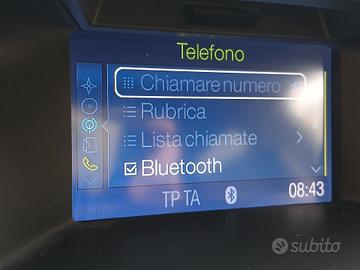 Telefono
Chiamare numero
Rubrica
Lista chiamate
Bluetooth
TP TA
08:43
subito